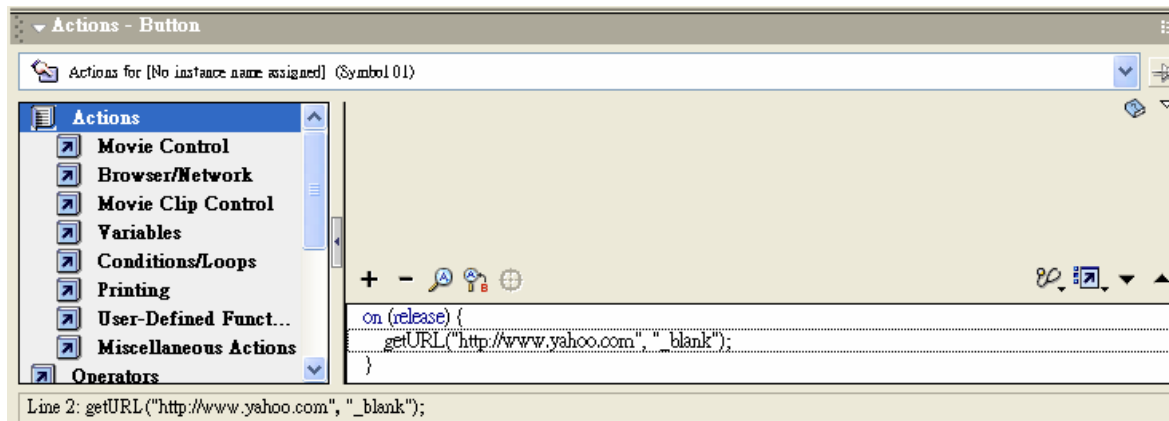 Actions - Button
Actions for [No instance name assigned] (Symbol 01)
Actions
Movie Control
Browser/Network
Movie Clip Control
Variables
Conditions/Loops
Printing
User-Defined Funct...
Miscellaneous Actions
Operators
on (release) {
getURL("http://www.yahoo.com", "_blank");
}
Line 2: getURL("http://www.yahoo.com", "_blank");